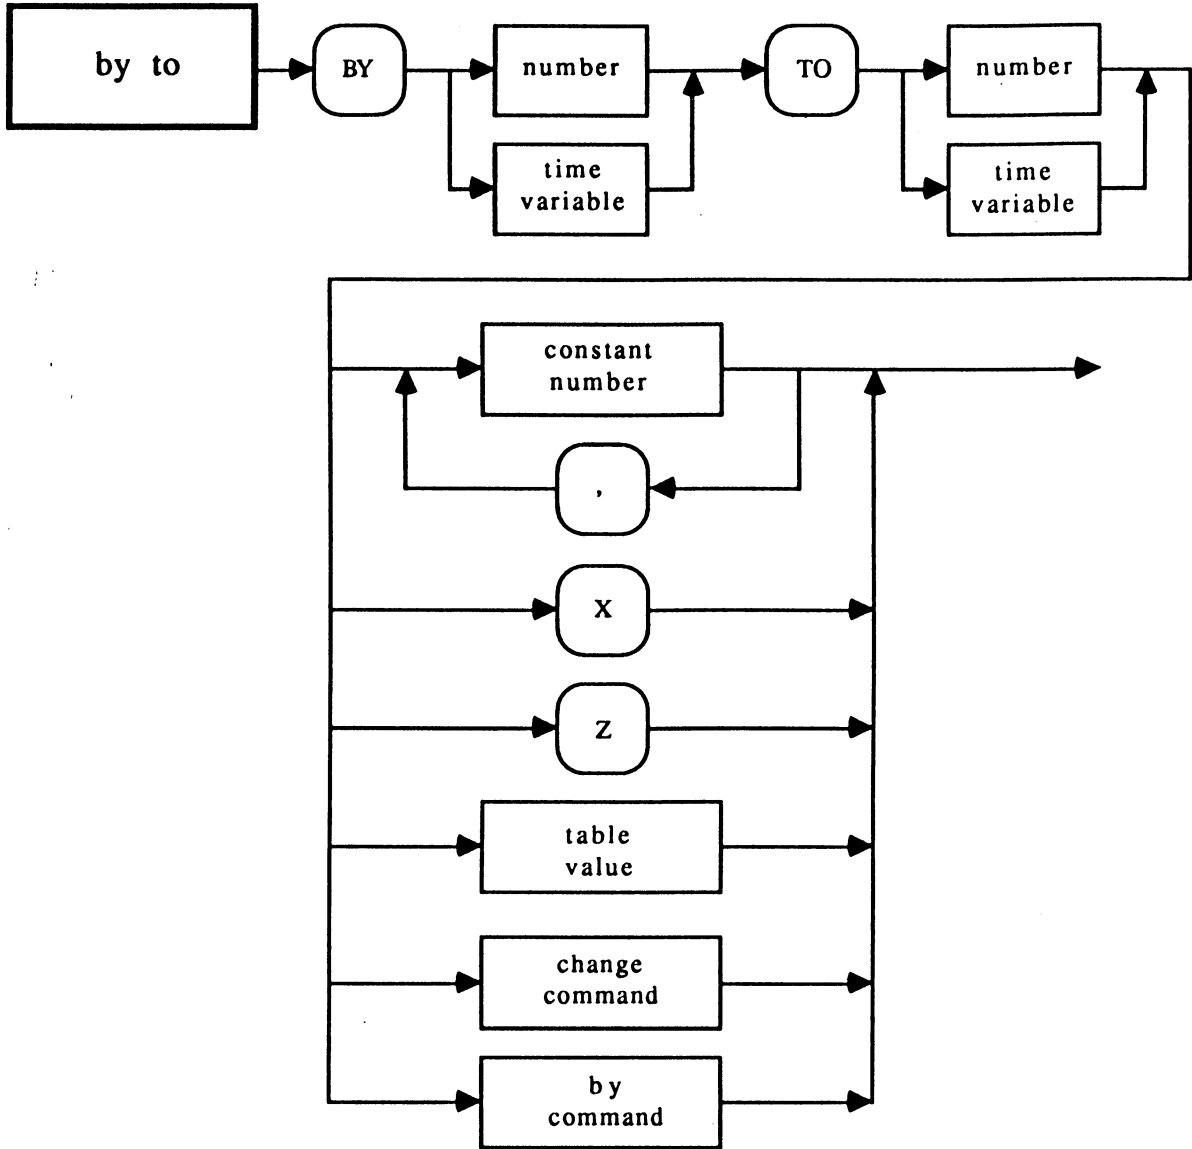 by to
BY
number
TO
number
time
variable
time
variable
constant
number
,
X
Z
table
value
change
command
by
command